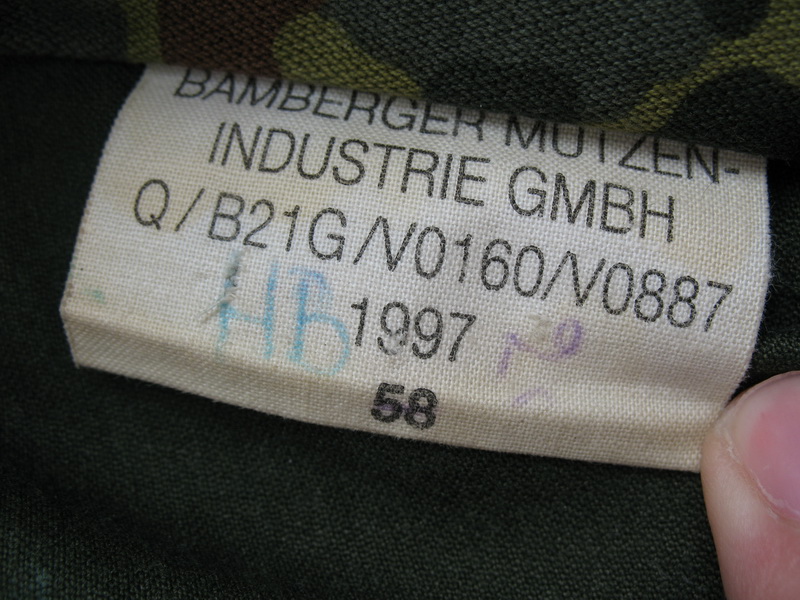 BAMBERGER MÜTZEN-
INDUSTRIE GMBH
Q/B21G/V0160/V0887
HB 1997
58